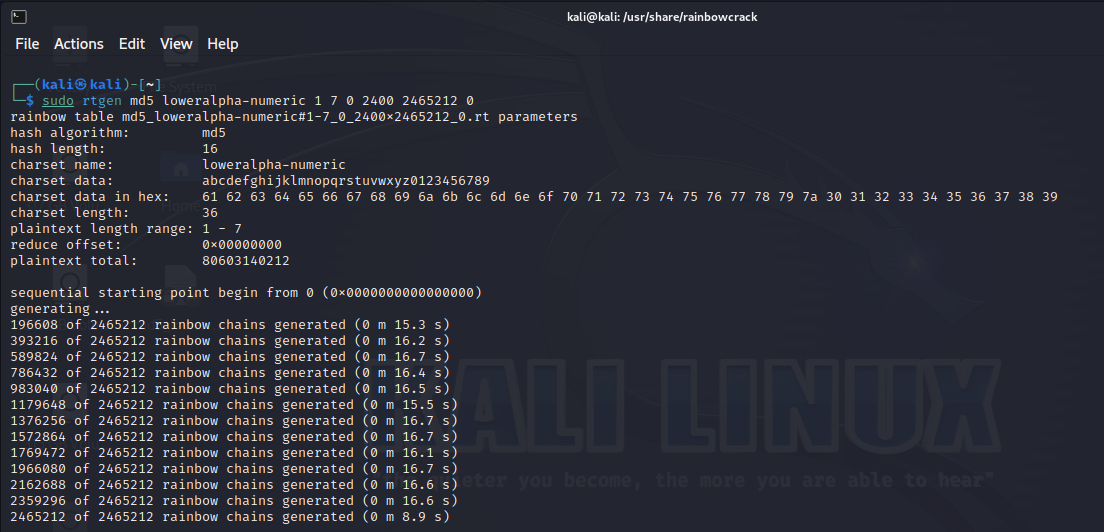 kali@kali: /usr/share/rainbowcrack
File Actions Edit View Help
┌──(kali㉿kali)-[~]
└─$ sudo rtgen md5 loweralpha-numeric 1 7 0 2400 2465212 0
rainbow table md5_loweralpha-numeric#1-7_0_2400×2465212_0.rt parameters
hash algorithm: md5
hash length: 16
charset name: loweralpha-numeric
charset data: abcdefghijklmnopqrstuvwxyz0123456789
charset data in hex: 61 62 63 64 65 66 67 68 69 6a 6b 6c 6d 6e 6f 70 71 72 73 74 75 76 77 78 79 7a 30 31 32 33 34 35 36 37 38 39
charset length: 36
plaintext length range: 1 - 7
reduce offset: 0×00000000
plaintext total: 80603140212
sequential starting point begin from 0 (0×0000000000000000)
generating...
196608 of 2465212 rainbow chains generated (0 m 15.3 s)
393216 of 2465212 rainbow chains generated (0 m 16.2 s)
589824 of 2465212 rainbow chains generated (0 m 16.7 s)
786432 of 2465212 rainbow chains generated (0 m 16.4 s)
983040 of 2465212 rainbow chains generated (0 m 16.5 s)
1179648 of 2465212 rainbow chains generated (0 m 15.5 s)
1376256 of 2465212 rainbow chains generated (0 m 16.7 s)
1572864 of 2465212 rainbow chains generated (0 m 16.7 s)
1769472 of 2465212 rainbow chains generated (0 m 16.1 s)
1966080 of 2465212 rainbow chains generated (0 m 16.7 s)
2162688 of 2465212 rainbow chains generated (0 m 16.6 s)
2359296 of 2465212 rainbow chains generated (0 m 16.6 s)
2465212 of 2465212 rainbow chains generated (0 m 8.9 s)
KALI LINUX
you become, the more you are able to hear"